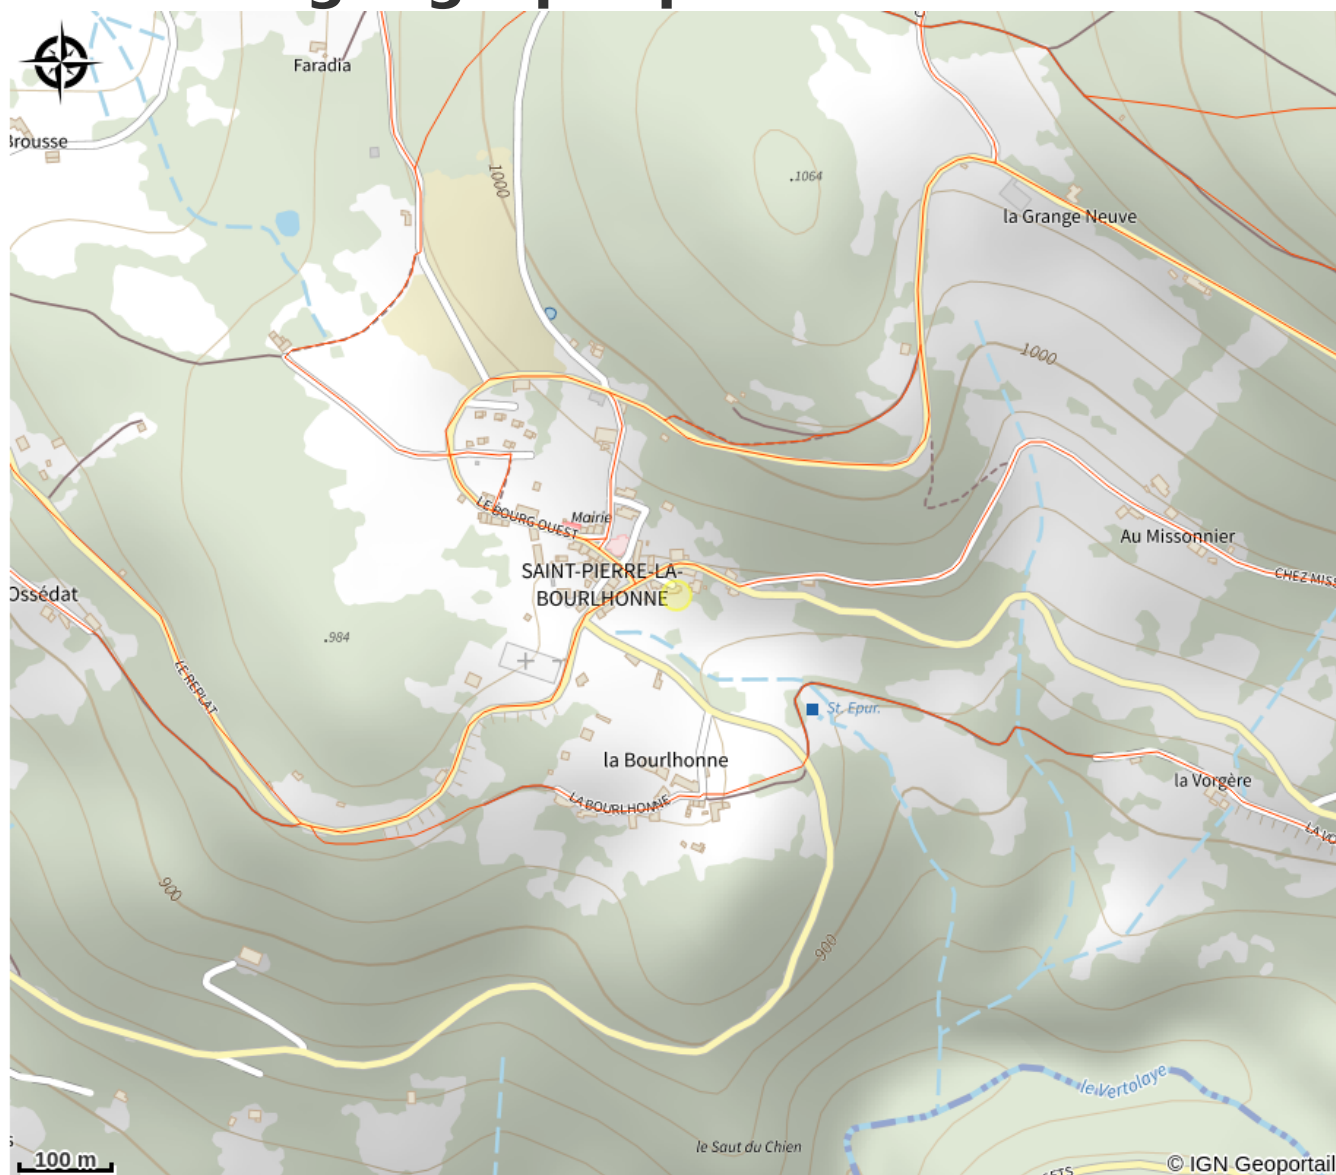 Faradia
Brousse
1000
.1064
la Grange Neuve
1000
LE BOURG OUEST
Mairie
Au Missonnier
SAINT-PIERRE-LA-
BOURLHONNE
CHEZ MISS
Ossédat
.984
LE REPLAT
St. Epur.
la Bourlhonne
la Vorgère
LA BOURLHONNE
LA VO
900
900
le Vertolaye
le Saut du Chien
100 m
© IGN Geoportail